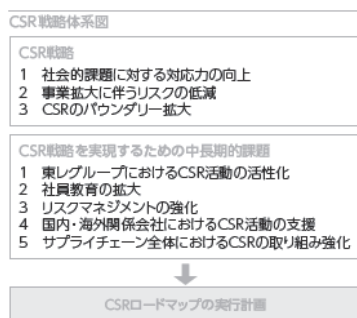 CSR戦略体系図
CSR戦略
1 社会的課題に対する対応力の向上
2 事業拡大に伴うリスクの低減
3 CSRのバウンダリー拡大
CSR戦略を実現するための中長期的課題
1 東レグループにおけるCSR活動の活性化
2 社員教育の拡大
3 リスクマネジメントの強化
4 国内・海外関係会社におけるCSR活動の支援
5 サプライチェーン全体におけるCSRの取り組み強化
CSRロードマップの実行計画